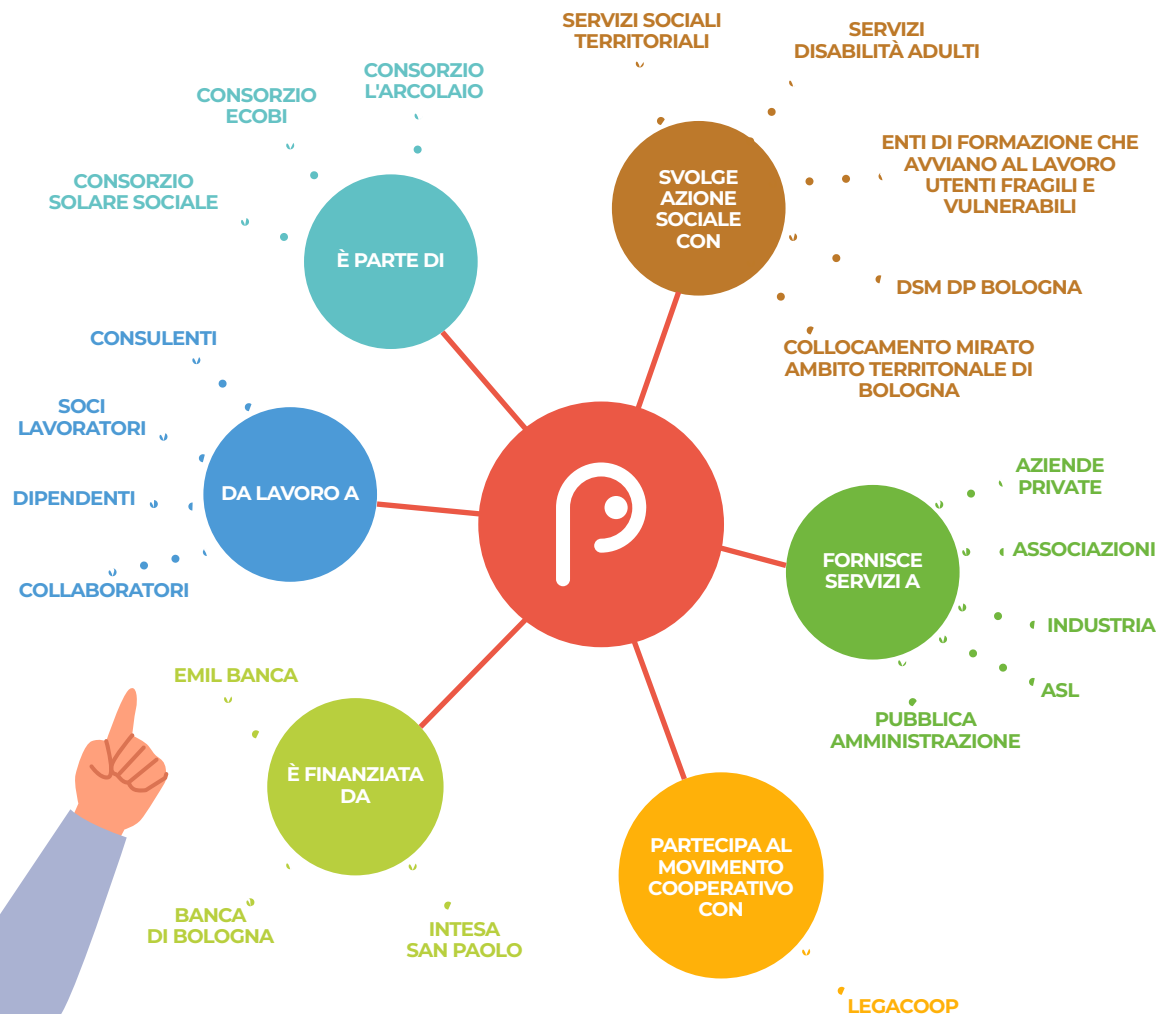 SERVIZI SOCIALI
TERRITORIALI
SERVIZI
DISABILITÀ ADULTI
ENTI DI FORMAZIONE CHE
AVVIANO AL LAVORO
UTENTI FRAGILI E
VULNERABILI
DSM DP BOLOGNA
COLLOCAMENTO MIRATO
AMBITO TERRITONALE DI
BOLOGNA
SVOLGE
AZIONE
SOCIALE
CON
CONSORZIO
L'ARCOLAIO
CONSORZIO
ECOBI
CONSORZIO
SOLARE SOCIALE
È PARTE DI
CONSULENTI
SOCI
LAVORATORI
DIPENDENTI
COLLABORATORI
DA LAVORO A
AZIENDE
PRIVATE
ASSOCIAZIONI
INDUSTRIA
ASL
PUBBLICA
AMMINISTRAZIONE
FORNISCE
SERVIZI A
EMIL BANCA
È FINANZIATA
DA
BANCA
DI BOLOGNA
INTESA
SAN PAOLO
PARTECIPA AL
MOVIMENTO
COOPERATIVO
CON
LEGACOOP